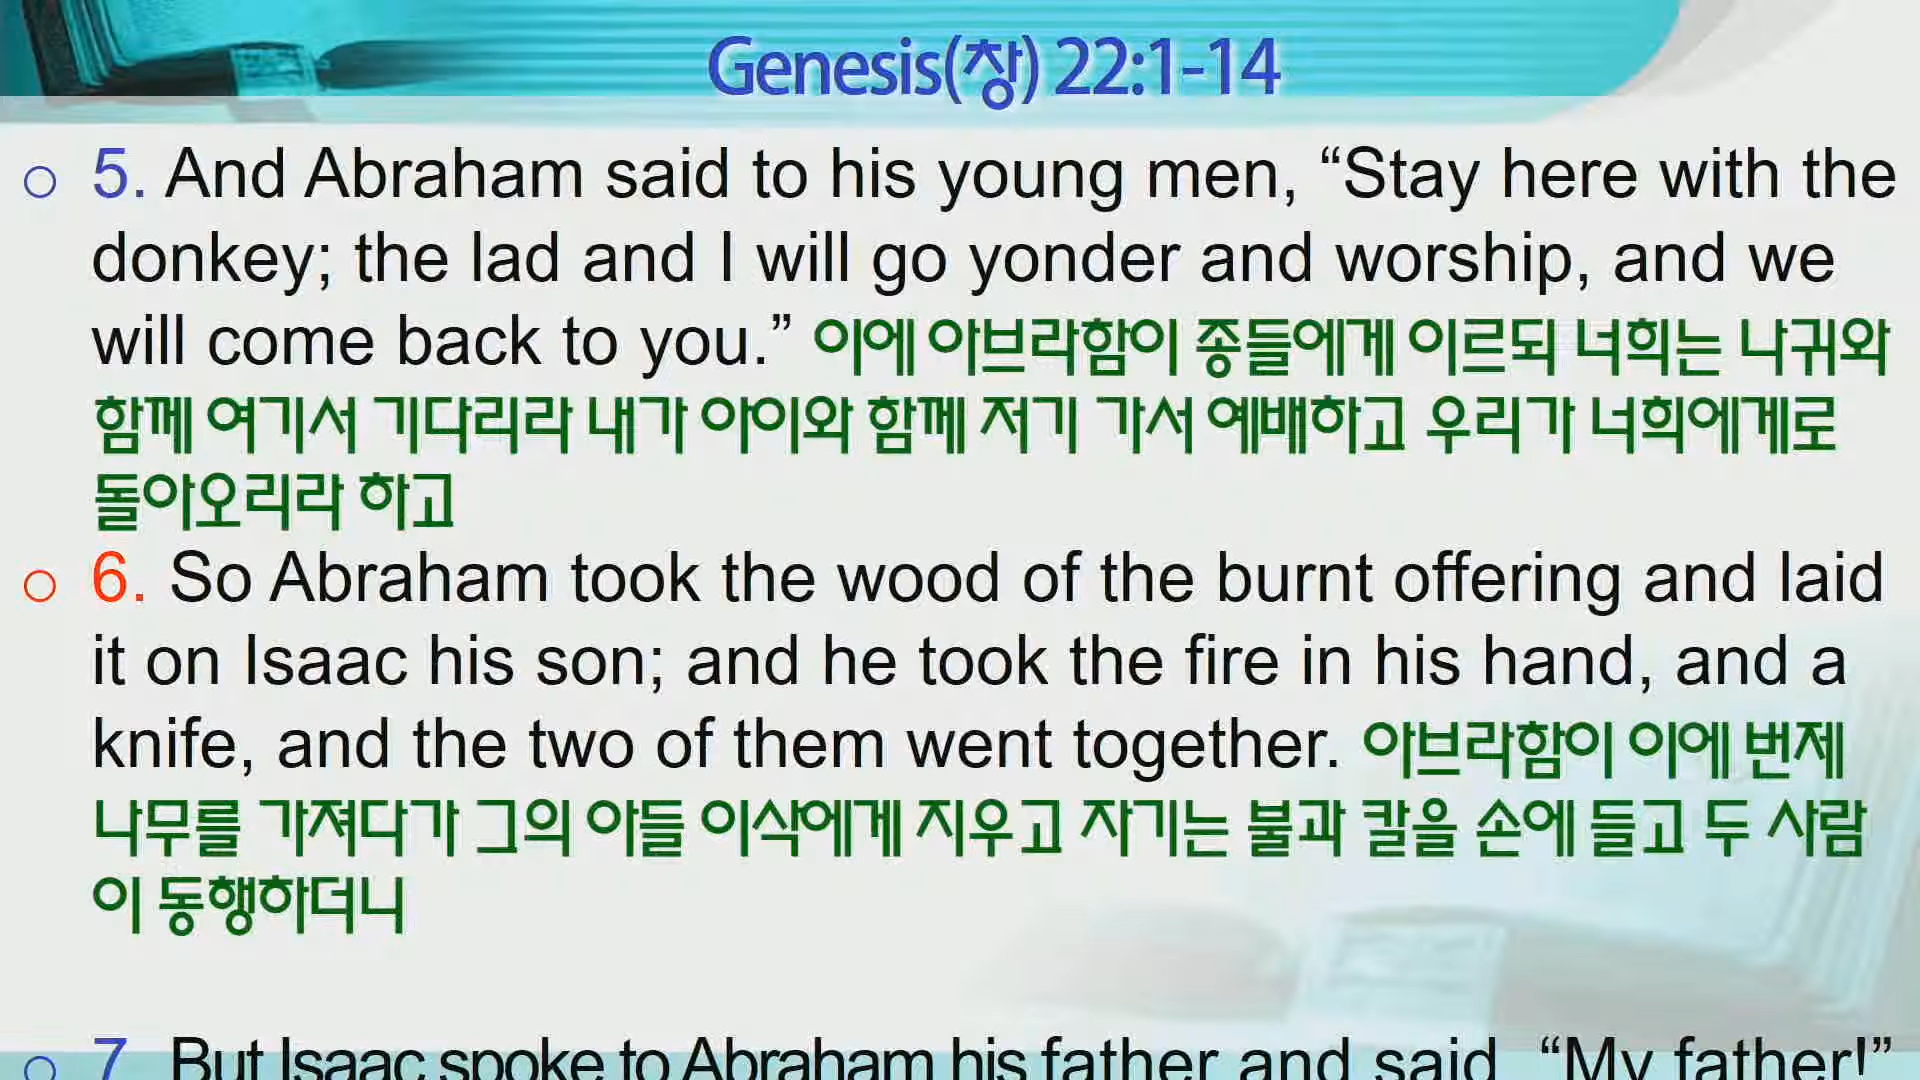 Genesis(창) 22:1-14
5. And Abraham said to his young men, “Stay here with the
donkey; the lad and I will go yonder and worship, and we
will come back to you.” 이에 아브라함이 종들에게 이르되 너희는 나귀와
함께 여기서 기다리라 내가 아이와 함께 저기 가서 예배하고 우리가 너희에게로
돌아오리라 하고
6. So Abraham took the wood of the burnt offering and laid
it on Isaac his son; and he took the fire in his hand, and a
knife, and the two of them went together. 아브라함이 이에 번제
나무를 가져다가 그의 아들 이삭에게 지우고 자기는 불과 칼을 손에 들고 두 사람
이 동행하더니
7 But Isaac spoke to Abraham his father and said “My father!”